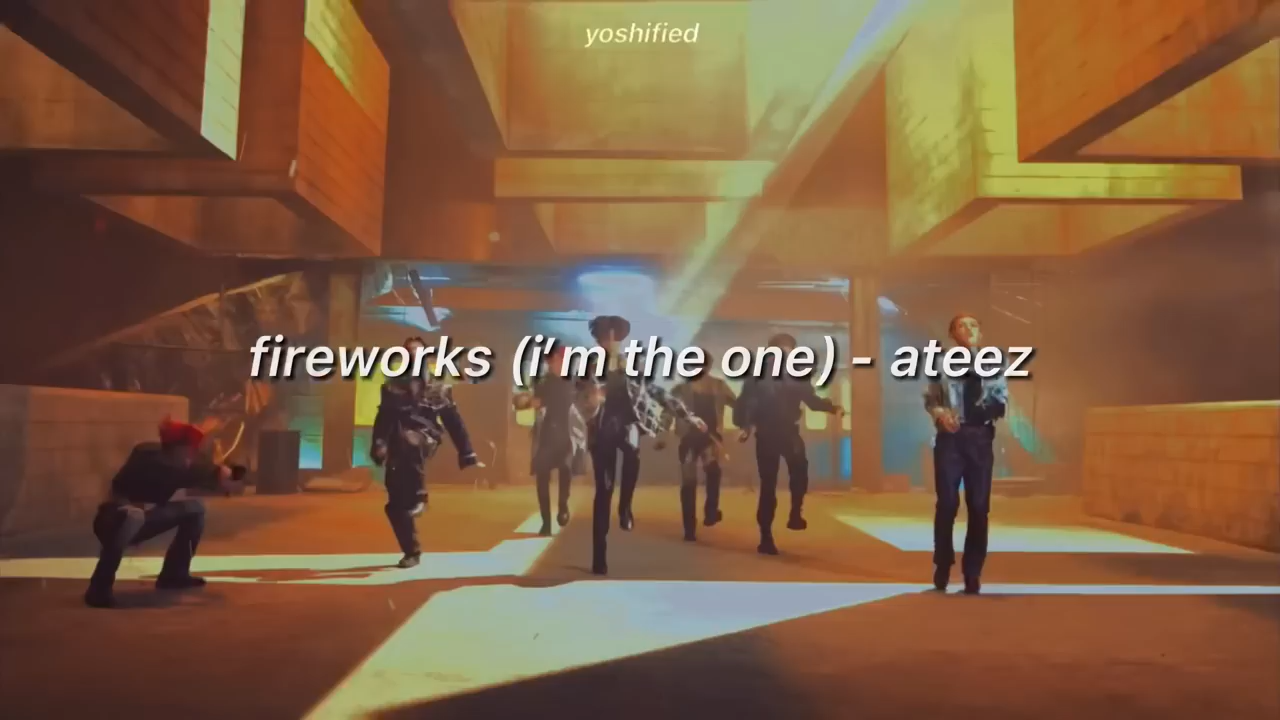 yoshified
fireworks (i’m the one) - ateez